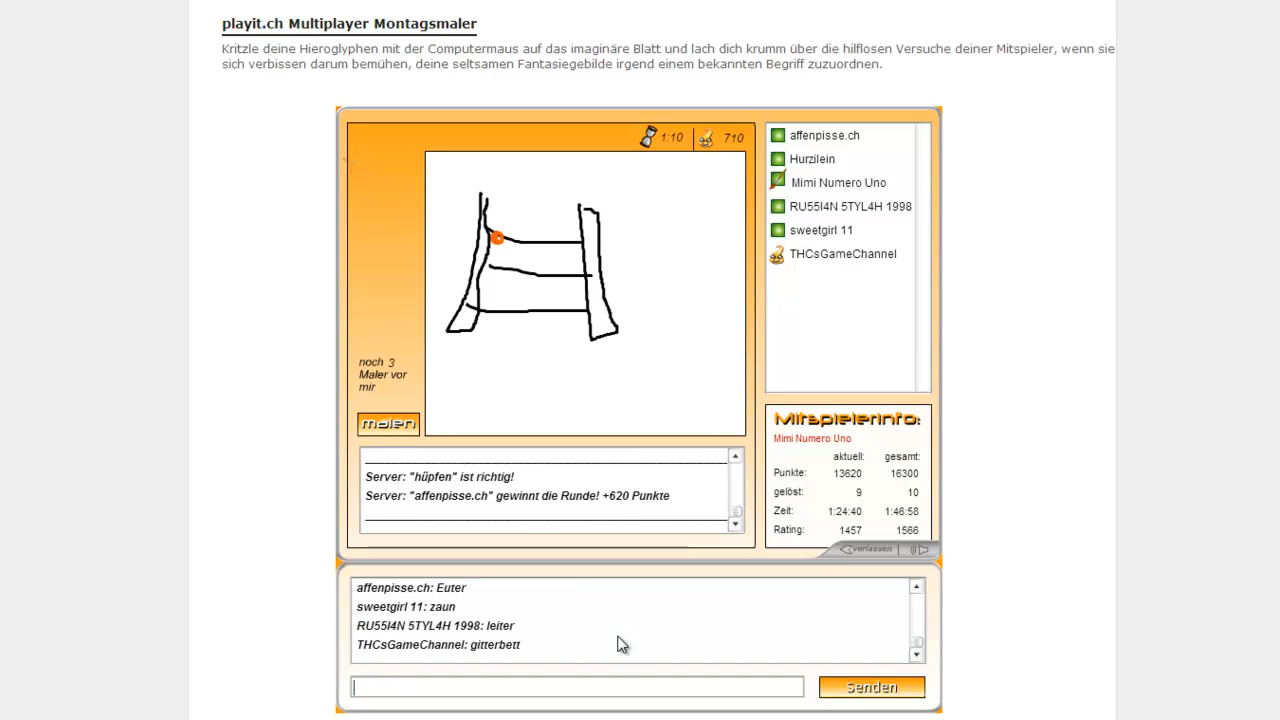 playit.ch Multiplayer Montagsmaler
Kritzle deine Hieroglyphen mit der Computermaus auf das imaginäre Blatt und lach dich krumm über die hilflosen Versuche deiner Mitspieler, wenn sie
sich verbissen darum bemühen, deine seltsamen Fantasiegebilde irgend einem bekannten Begriff zuzuordnen.
1:10 710
affenpisse.ch
Hurzilein
Mimi Numero Uno
RU55I4N 5TYL4H 1998
sweetgirl 11
THCsGameChannel
noch 3
Maler vor
mir
malen
Server: "hüpfen" ist richtig!
Server: "affenpisse.ch" gewinnt die Runde! +620 Punkte
Mitspielerinfo:
Mimi Numero Uno
aktuell: gesamt:
Punkte: 13620 16300
gelöst: 9 10
Zeit: 1:24:40 1:46:58
Rating: 1457 1566
verlassen
affenpisse.ch: Euter
sweetgirl 11: zaun
RU55I4N 5TYL4H 1998: leiter
THCsGameChannel: gitterbett
Senden